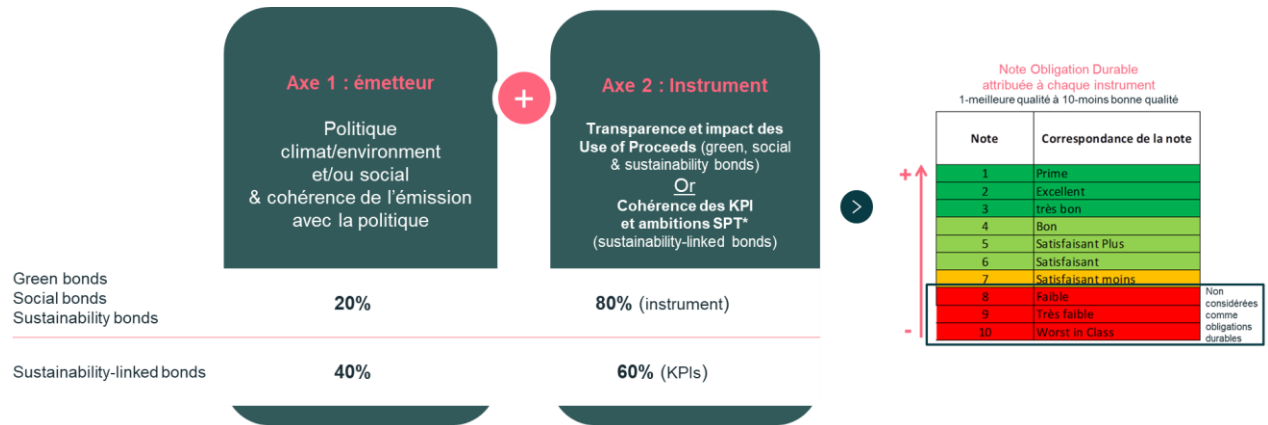 Axe 1 : émetteur
Politique
climat/environment
et/ou social
& cohérence de l'émission
avec la politique
+
Axe 2 : Instrument
Transparence et impact des
Use of Proceeds (green, social
& sustainability bonds)
Or
Cohérence des KPI
et ambitions SPT*
(sustainability-linked bonds)
>
Green bonds
Social bonds
Sustainability bonds
20%
80% (instrument)
Sustainability-linked bonds
40%
60% (KPIs)
Note Obligation Durable
attribuée à chaque instrument
1-meilleure qualité à 10-moins bonne qualité
Note Correspondance de la note
+
1 Prime
2 Excellent
3 très bon
4 Bon
5 Satisfaisant Plus
6 Satisfaisant
7 Satisfaisant moins
8 Faible
9 Très faible
10 Worst in Class
-
Non
considérées
comme
obligations
durables